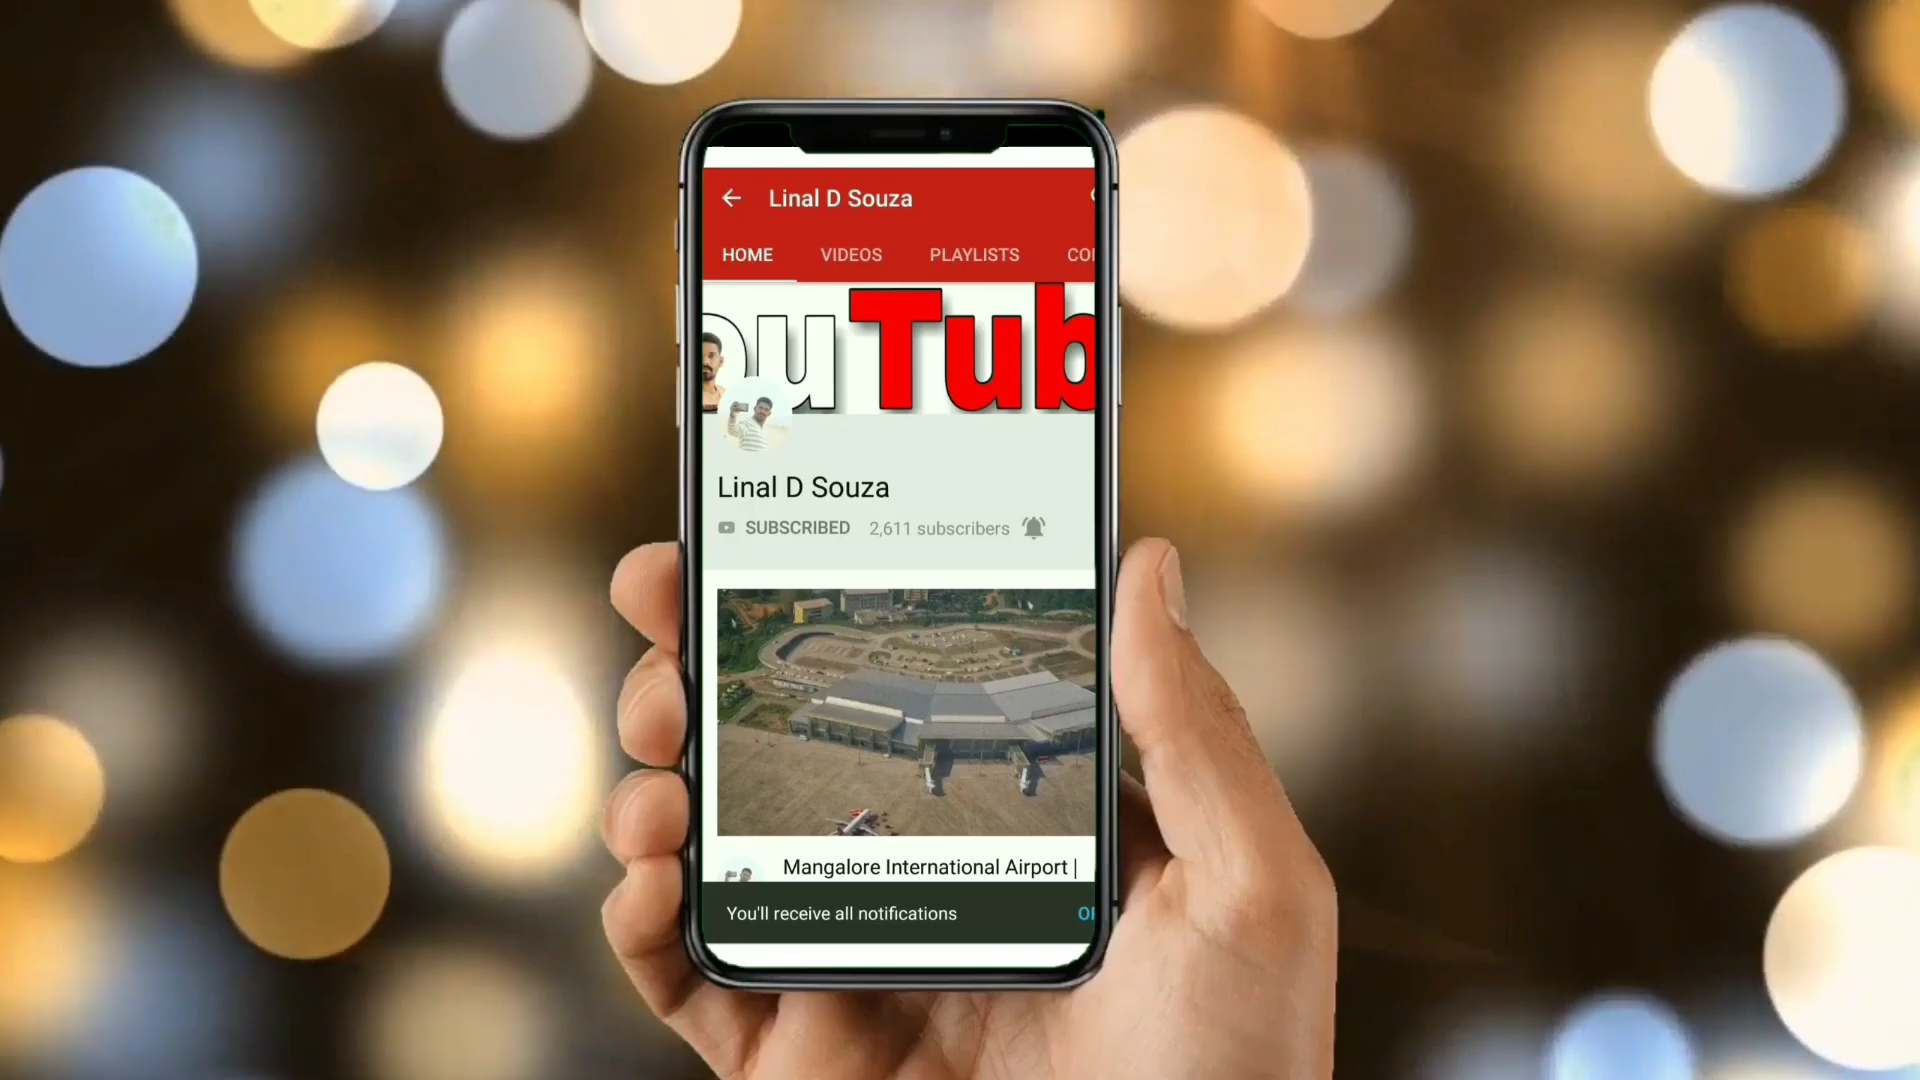 Linal D Souza
HOME VIDEOS PLAYLISTS
ouTub
Linal D Souza
SUBSCRIBED 2,611 subscribers
Mangalore International Airport |
You'll receive all notifications